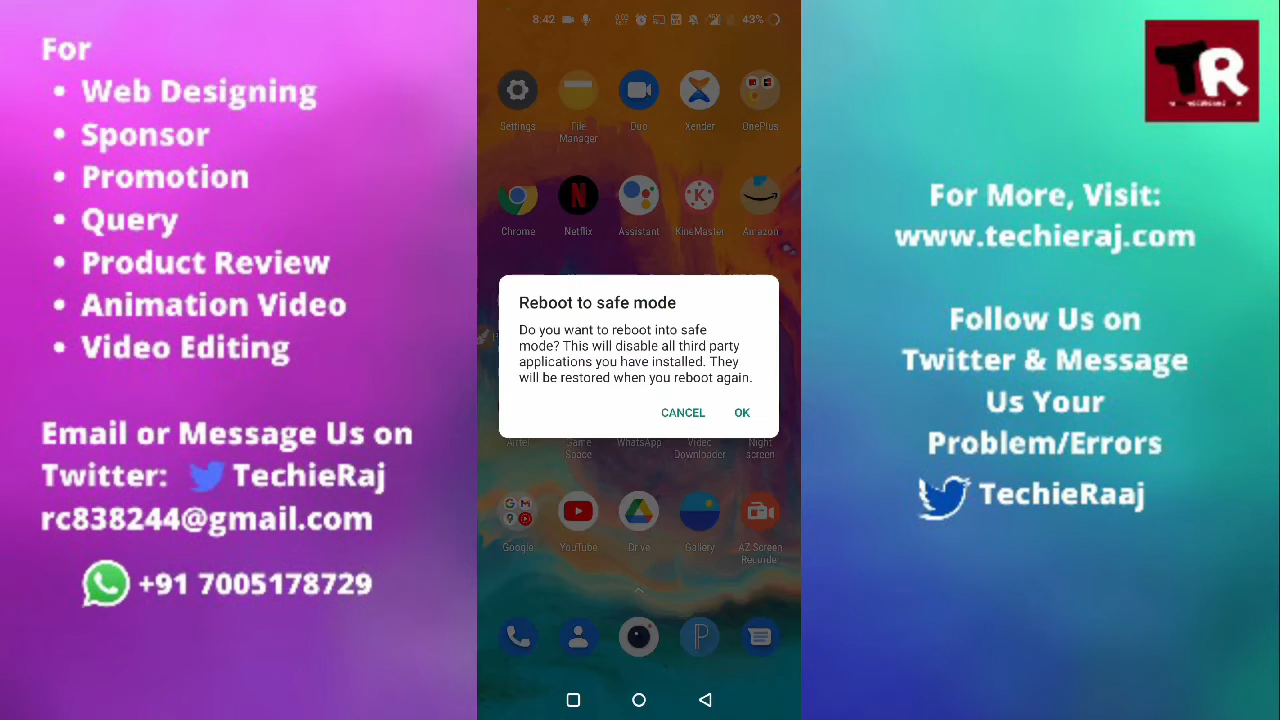 For
• Web Designing
• Sponsor
• Promotion
• Query
• Product Review
• Animation Video
• Video Editing
Email or Message Us on
Twitter: TechieRaj
rc838244@gmail.com
+91 7005178729
8:42
43%
Settings
File
Manager
Duo
Xender
OnePlus
Chrome
Netflix
Assistant
KineMaster
Amazon
Reboot to safe mode
Do you want to reboot into safe
mode? This will disable all third party
applications you have installed. They
will be restored when you reboot again.
CANCEL OK
Airtel
Game
Space
WhatsApp
Video
Downloader
Night
screen
Google
YouTube
Drive
Gallery
AZ Screen
Recorder
TR
For More, Visit:
www.techieraj.com
Follow Us on
Twitter & Message
Us Your
Problem/Errors
TechieRaaj